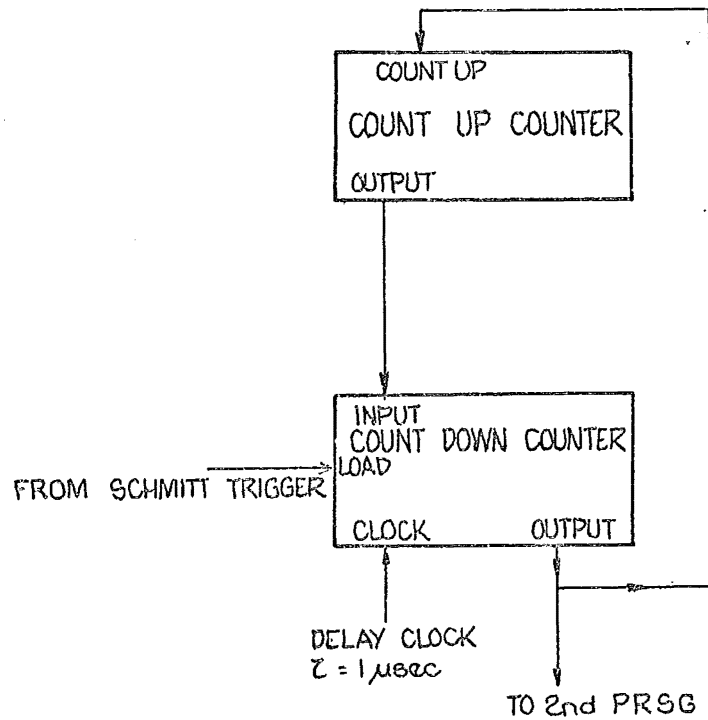 COUNT UP
COUNT UP COUNTER
OUTPUT
INPUT
COUNT DOWN COUNTER
LOAD
FROM SCHMITT TRIGGER
CLOCK OUTPUT
DELAY CLOCK
τ = 1 μsec
TO 2nd PRSG